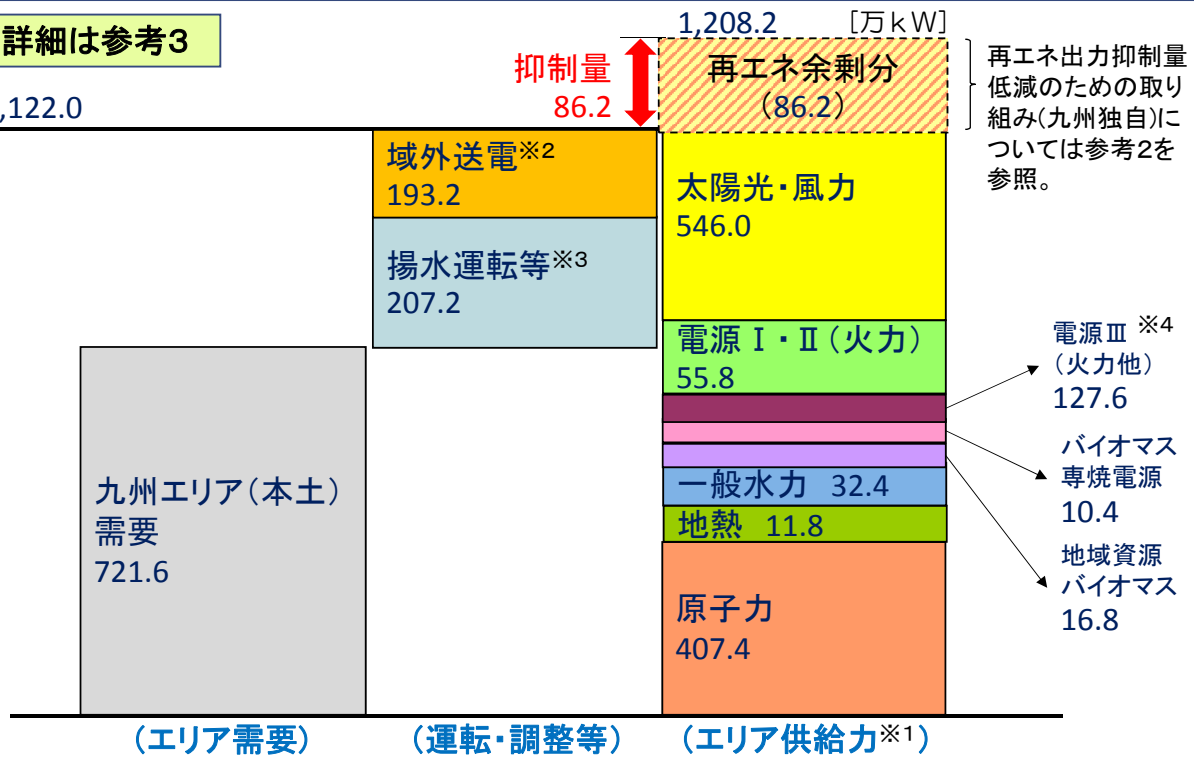 詳細は参考3
1,208.2 [万kW]
抑制量
86.2
再エネ余剰分
(86.2)
再エネ出力抑制量
低減のための取り
組み(九州独自)に
ついては参考2を
参照。
,122.0
域外送電※2
193.2
揚水運転等※3
207.2
太陽光・風力
546.0
電源Ⅰ・Ⅱ(火力)
55.8
電源Ⅲ ※4
(火力他)
127.6
バイオマス
専焼電源
10.4
地域資源
バイオマス
16.8
一般水力 32.4
地熱 11.8
原子力
407.4
九州エリア(本土)
需要
721.6
(エリア需要)
(運転・調整等)
(エリア供給力※1)